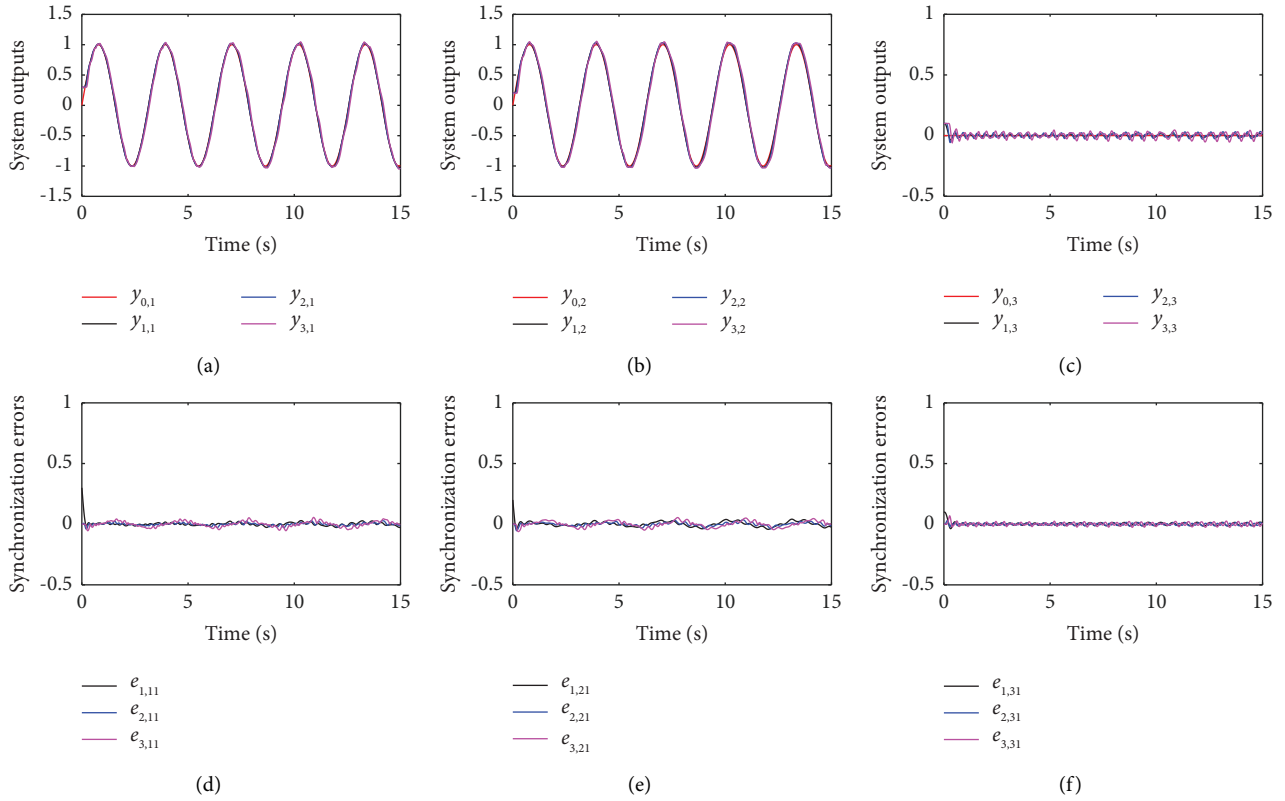 System outputs
1.5
1
0.5
0
-0.5
-1
-1.5
0
5
10
15
Time (s)
y0,1
y1,1
y2,1
y3,1
(a)
System outputs
1.5
1
0.5
0
-0.5
-1
-1.5
0
5
10
15
Time (s)
y0,2
y1,2
y2,2
y3,2
(b)
System outputs
1
0.5
0
-0.5
0
5
10
15
Time (s)
y0,3
y1,3
y2,3
y3,3
(c)
Synchronization errors
1
0.5
0
-0.5
0
5
10
15
Time (s)
e1,11
e2,11
e3,11
(d)
Synchronization errors
1
0.5
0
-0.5
0
5
10
15
Time (s)
e1,21
e2,21
e3,21
(e)
Synchronization errors
1
0.5
0
-0.5
0
5
10
15
Time (s)
e1,31
e2,31
e3,31
(f)